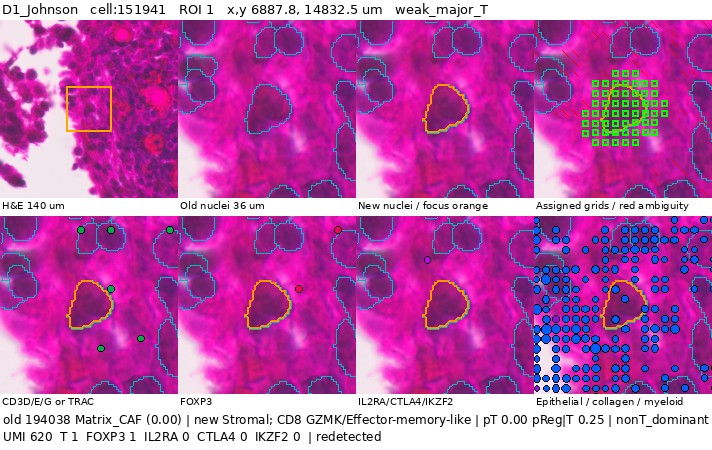 D1_Johnson cell:151941 ROI 1 x,y 6887.8, 14832.5 um weak_major_T
H&E 140 um
Old nuclei 36 um
New nuclei / focus orange
Assigned grids / red ambiguity
CD3D/E/G or TRAC
FOXP3
IL2RA/CTLA4/IKZF2
Epithelial / collagen / myeloid
old 194038 Matrix_CAF (0.00) | new Stromal; CD8 GZMK/Effector-memory-like | pT 0.00 pReg|T 0.25 | nonT_dominant
UMI 620 T 1 FOXP3 1 IL2RA 0 CTLA4 0 IKZF2 0 | redetected